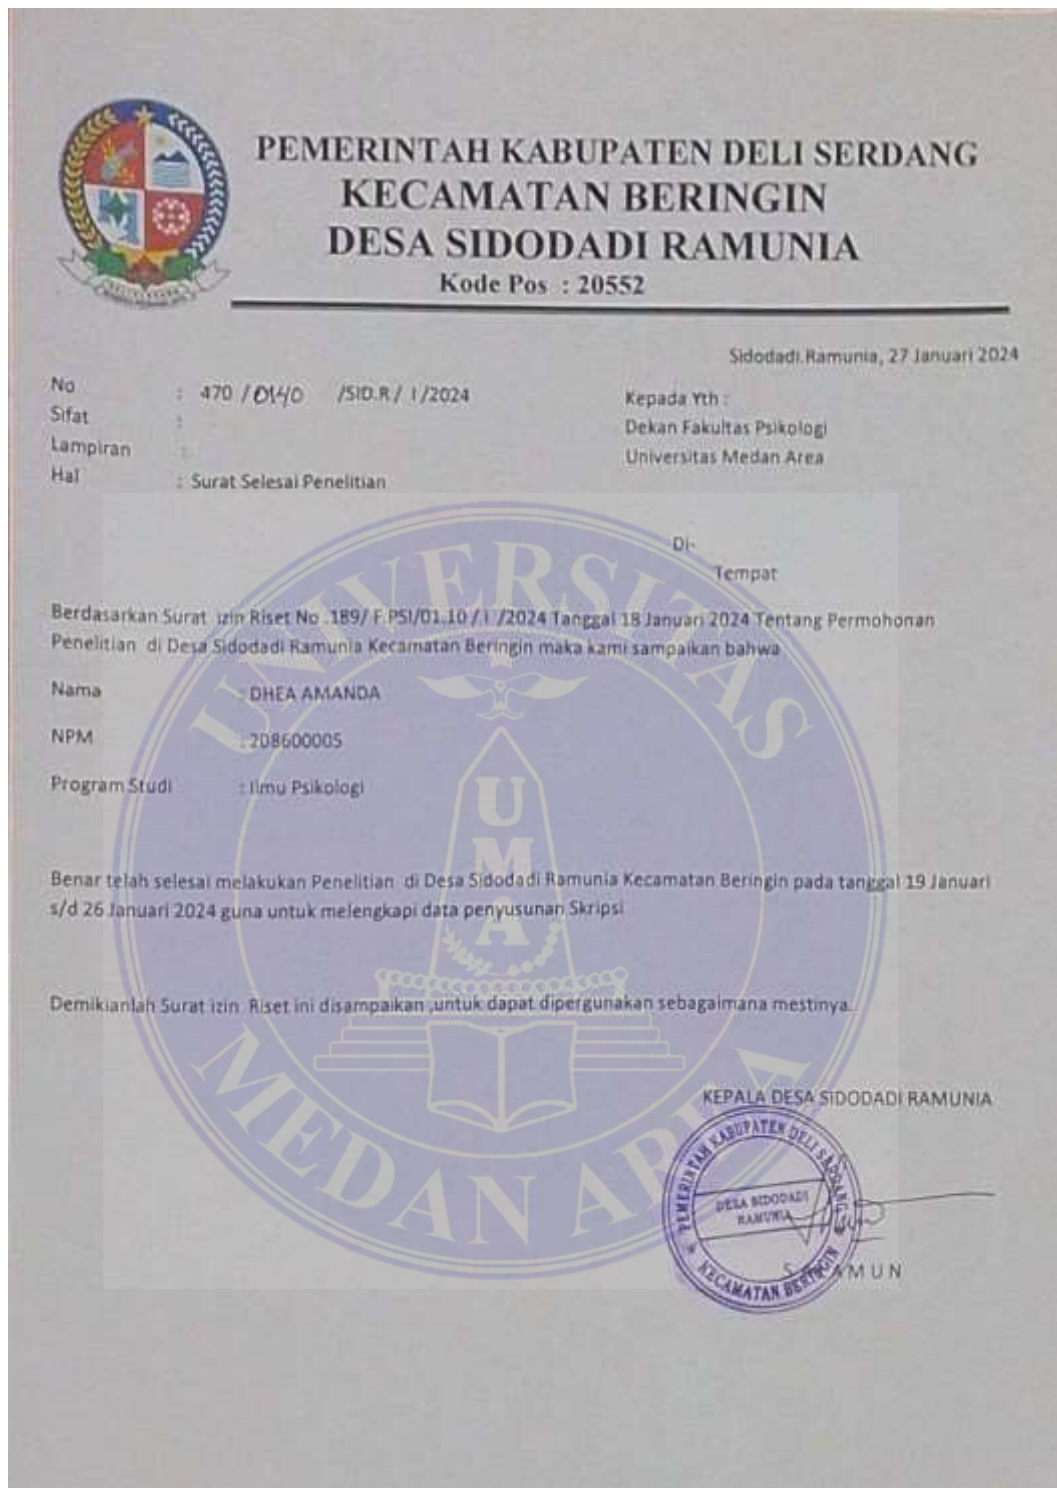 PEMERINTAH KABUPATEN DELI SERDANG
KECAMATAN BERINGIN
DESA SIDODADI RAMUNIA
Kode Pos : 20552
Sidodadi Ramunia, 27 Januari 2024
No : 470 / 0140 /SID.R / I /2024
Sifat :
Lampiran :
Hal : Surat Selesai Penelitian
Kepada Yth :
Dekan Fakultas Psikologi
Universitas Medan Area
Di-
Tempat
Berdasarkan Surat izin Riset No .189/ F.PSI/01.10 / I /2024 Tanggal 18 Januari 2024 Tentang Permohonan
Penelitian di Desa Sidodadi Ramunia Kecamatan Beringin maka kami sampaikan bahwa
Nama : DHEA AMANDA
NPM : 208600005
Program Studi : Ilmu Psikologi
Benar telah selesai melakukan Penelitian di Desa Sidodadi Ramunia Kecamatan Beringin pada tanggal 19 Januari
s/d 26 Januari 2024 guna untuk melengkapi data penyusunan Skripsi
Demikianlah Surat izin Riset ini disampaikan ,untuk dapat dipergunakan sebagaimana mestinya..
KEPALA DESA SIDODADI RAMUNIA
PEMERINTAH KABUPATEN DELI SERDANG
DESA SIDODADI
RAMUNIA
KECAMATAN BERINGIN
UNIVERSITAS
UMA
MEDAN AREA